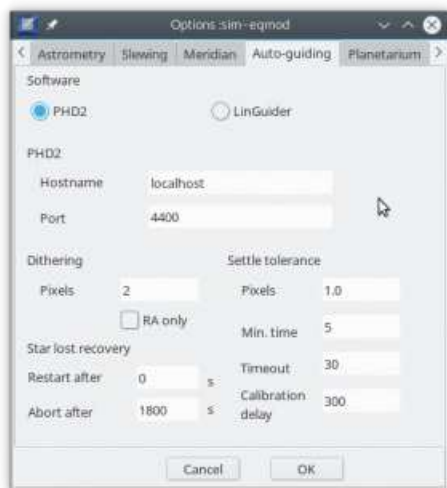 Options :sim-eqmod
Astrometry Slewing Meridian Auto-guiding Planetarium
Software
PHD2 LinGuider
PHD2
Hostname localhost
Port 4400
Dithering Settle tolerance
Pixels 2 Pixels 1.0
RA only
Min. time 5
Star lost recovery
Timeout 30
Restart after 0 s
Calibration delay 300
Abort after 1800 s
Cancel OK